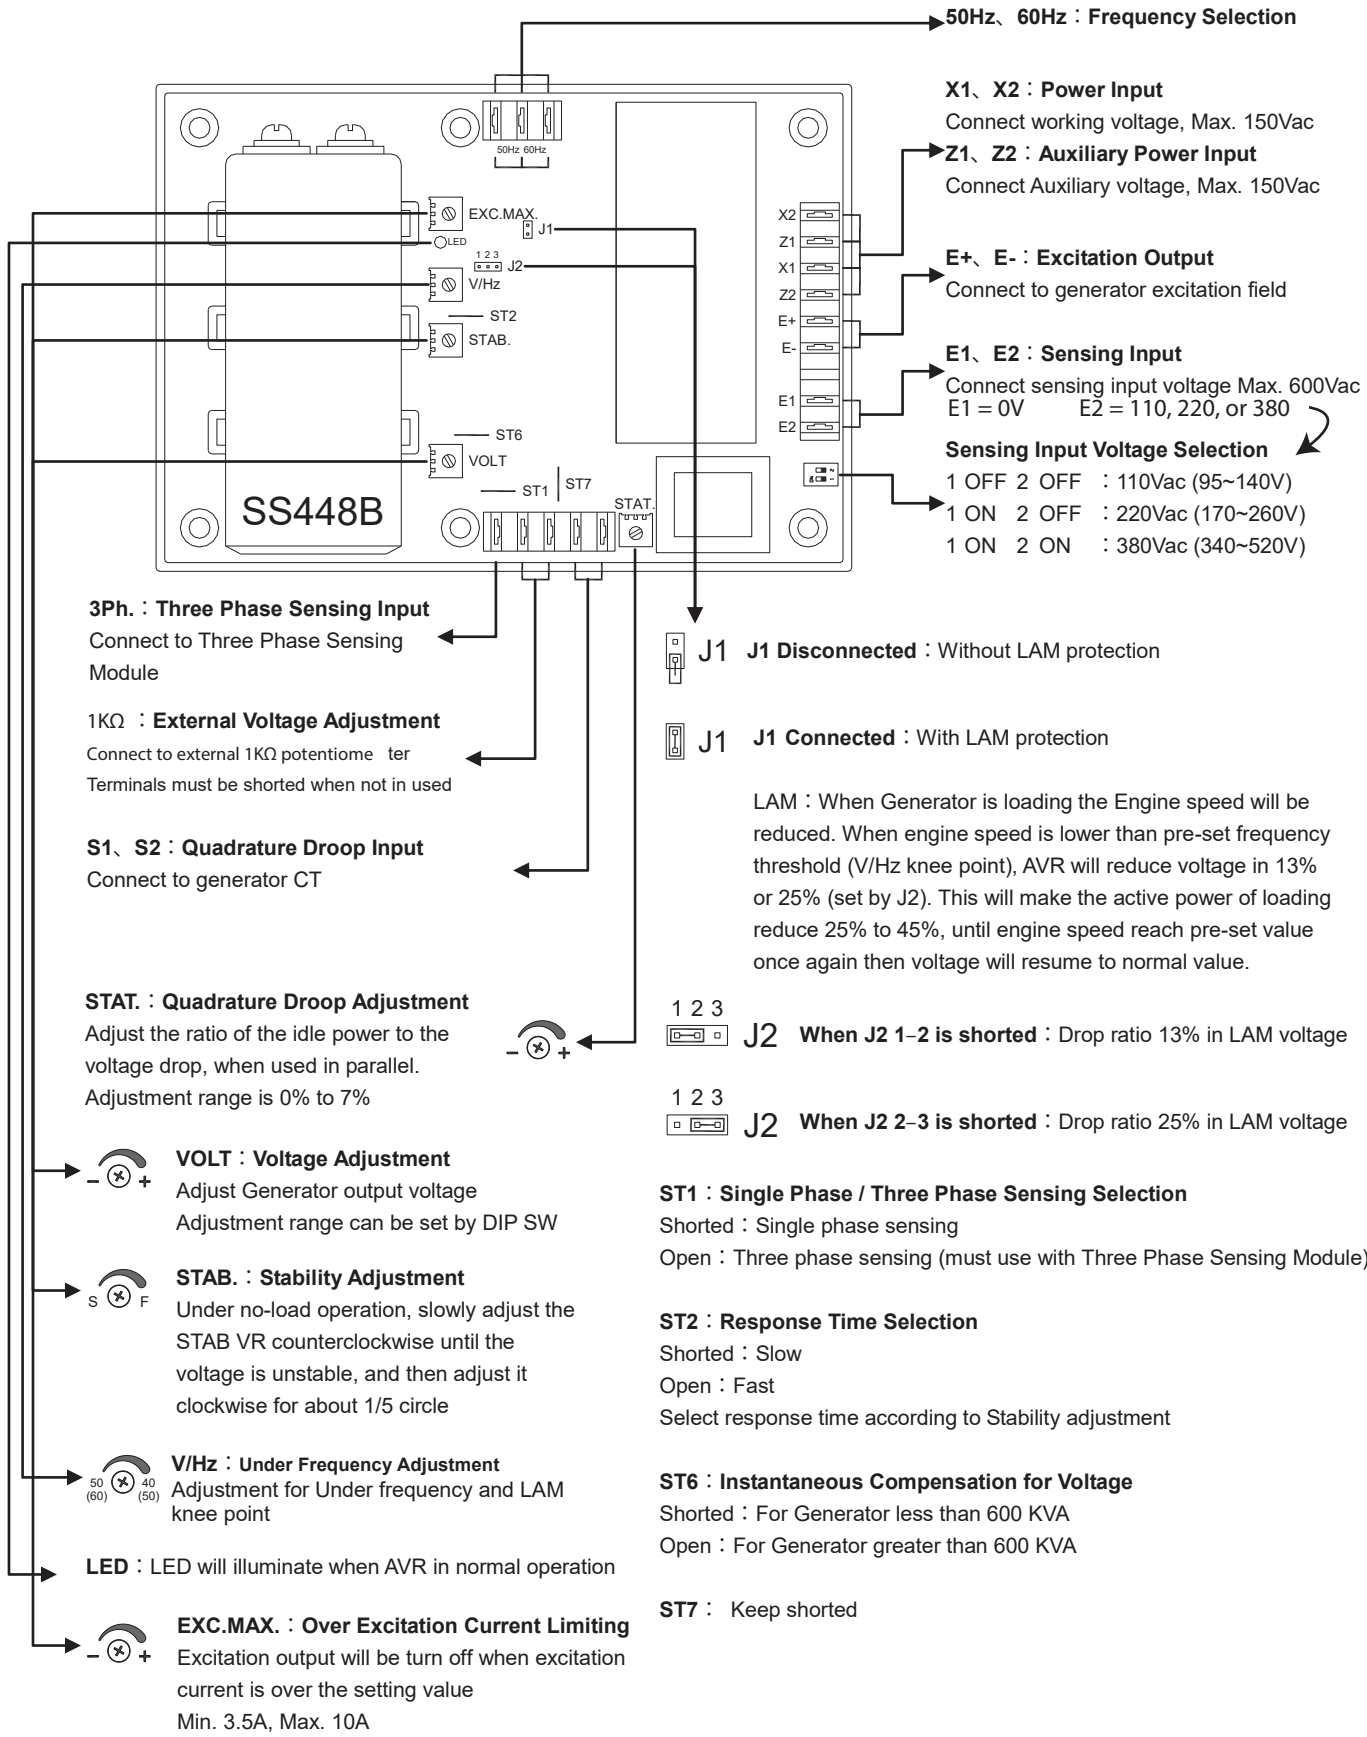 50Hz、60Hz：Frequency Selection
X1、X2：Power Input
Connect working voltage, Max. 150Vac
Z1、Z2：Auxiliary Power Input
Connect Auxiliary voltage, Max. 150Vac
E+、E-：Excitation Output
Connect to generator excitation field
E1、E2：Sensing Input
Connect sensing input voltage Max. 600Vac
E1 = 0V E2 = 110, 220, or 380
Sensing Input Voltage Selection
1 OFF 2 OFF ：110Vac (95~140V)
1 ON 2 OFF ：220Vac (170~260V)
1 ON 2 ON ：380Vac (340~520V)
50Hz 60Hz
EXC.MAX.
J1
LED
1 2 3
J2
V/Hz
ST2
STAB.
ST6
VOLT
ST1
ST7
STAT.
SS448B
X2
Z1
X1
Z2
E+
E-
E1
E2
3Ph.：Three Phase Sensing Input
Connect to Three Phase Sensing
Module
1KΩ ：External Voltage Adjustment
Connect to external 1KΩ potentiome ter
Terminals must be shorted when not in used
S1、S2：Quadrature Droop Input
Connect to generator CT
STAT.：Quadrature Droop Adjustment
Adjust the ratio of the idle power to the
voltage drop, when used in parallel.
Adjustment range is 0% to 7%
- +
VOLT：Voltage Adjustment
Adjust Generator output voltage
Adjustment range can be set by DIP SW
- +
STAB.：Stability Adjustment
Under no-load operation, slowly adjust the
STAB VR counterclockwise until the
voltage is unstable, and then adjust it
clockwise for about 1/5 circle
S F
V/Hz：Under Frequency Adjustment
Adjustment for Under frequency and LAM
knee point
50 40
(60) (50)
LED：LED will illuminate when AVR in normal operation
EXC.MAX.：Over Excitation Current Limiting
Excitation output will be turn off when excitation
current is over the setting value
Min. 3.5A, Max. 10A
- +
J1 J1 Disconnected：Without LAM protection
J1 J1 Connected：With LAM protection
LAM：When Generator is loading the Engine speed will be
reduced. When engine speed is lower than pre-set frequency
threshold (V/Hz knee point), AVR will reduce voltage in 13%
or 25% (set by J2). This will make the active power of loading
reduce 25% to 45%, until engine speed reach pre-set value
once again then voltage will resume to normal value.
1 2 3
J2 When J2 1–2 is shorted：Drop ratio 13% in LAM voltage
1 2 3
J2 When J2 2–3 is shorted：Drop ratio 25% in LAM voltage
ST1：Single Phase / Three Phase Sensing Selection
Shorted：Single phase sensing
Open：Three phase sensing (must use with Three Phase Sensing Module)
ST2：Response Time Selection
Shorted：Slow
Open：Fast
Select response time according to Stability adjustment
ST6：Instantaneous Compensation for Voltage
Shorted：For Generator less than 600 KVA
Open：For Generator greater than 600 KVA
ST7： Keep shorted